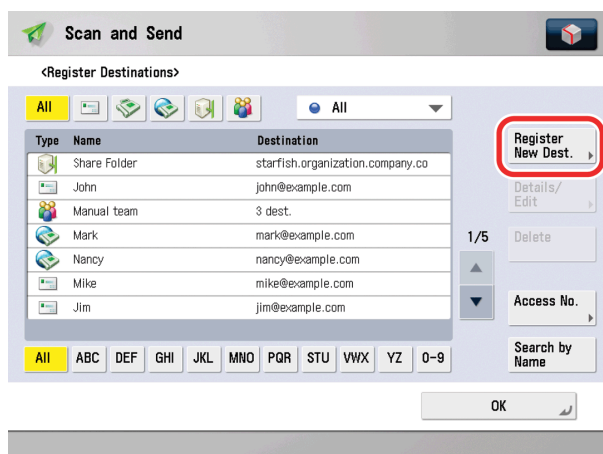 Scan and Send
<Register Destinations>
All
All
Type Name Destination
Share Folder starfish.organization.company.co
John john@example.com
Manual team 3 dest.
Mark mark@example.com
Nancy nancy@example.com
Mike mike@example.com
Jim jim@example.com
1/5
Register
New Dest.
Details/
Edit
Delete
Access No.
Search by
Name
All ABC DEF GHI JKL MNO PQR STU VWX YZ 0-9
OK